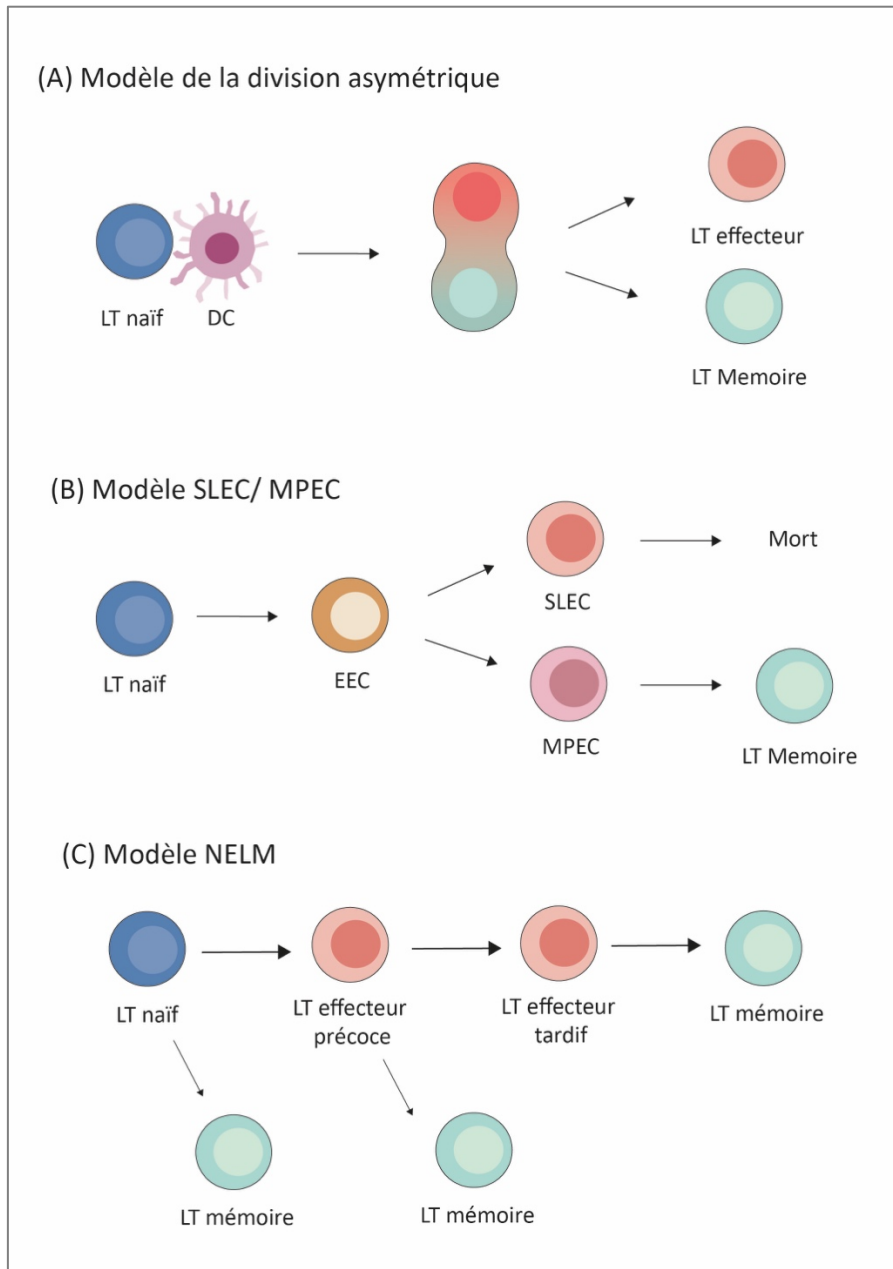 (A) Modèle de la division asymétrique
LT naïf
DC
LT effecteur
LT Memoire
(B) Modèle SLEC/ MPEC
LT naïf
EEC
SLEC
Mort
MPEC
LT Memoire
(C) Modèle NELM
LT naïf
LT effecteur
précoce
LT effecteur
tardif
LT mémoire
LT mémoire
LT mémoire